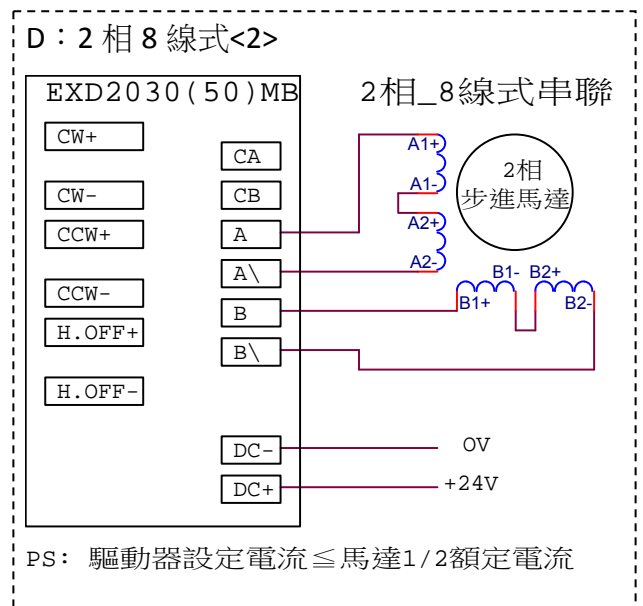 D：2 相 8 線式<2>
EXD2030(50)MB
2相_8線式串聯
CW+
CW-
CCW+
CCW-
H.OFF+
H.OFF-
CA
CB
A
A\
B
B\
DC-
DC+
A1+
A1-
A2+
A2-
2相
步進馬達
B1- B2+
B1+ B2-
0V
+24V
PS: 驅動器設定電流≦馬達1/2額定電流